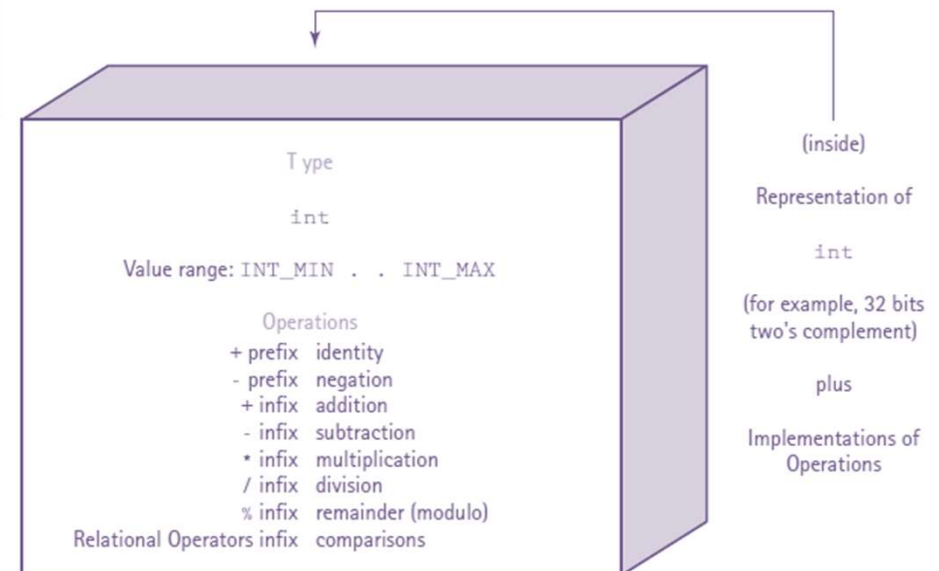 Type
int
Value range: INT_MIN . . INT_MAX
Operations
+ prefix identity
- prefix negation
+ infix addition
- infix subtraction
* infix multiplication
/ infix division
% infix remainder (modulo)
Relational Operators infix comparisons
(inside)
Representation of
int
(for example, 32 bits
two's complement)
plus
Implementations of
Operations